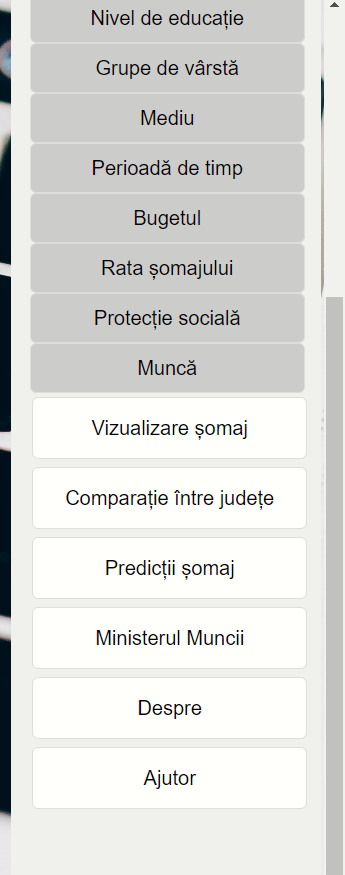 Nivel de educație
Grupe de vârstă
Mediu
Perioadă de timp
Bugetul
Rata șomajului
Protecție socială
Muncă
Vizualizare șomaj
Comparație între județe
Predicții șomaj
Ministerul Muncii
Despre
Ajutor